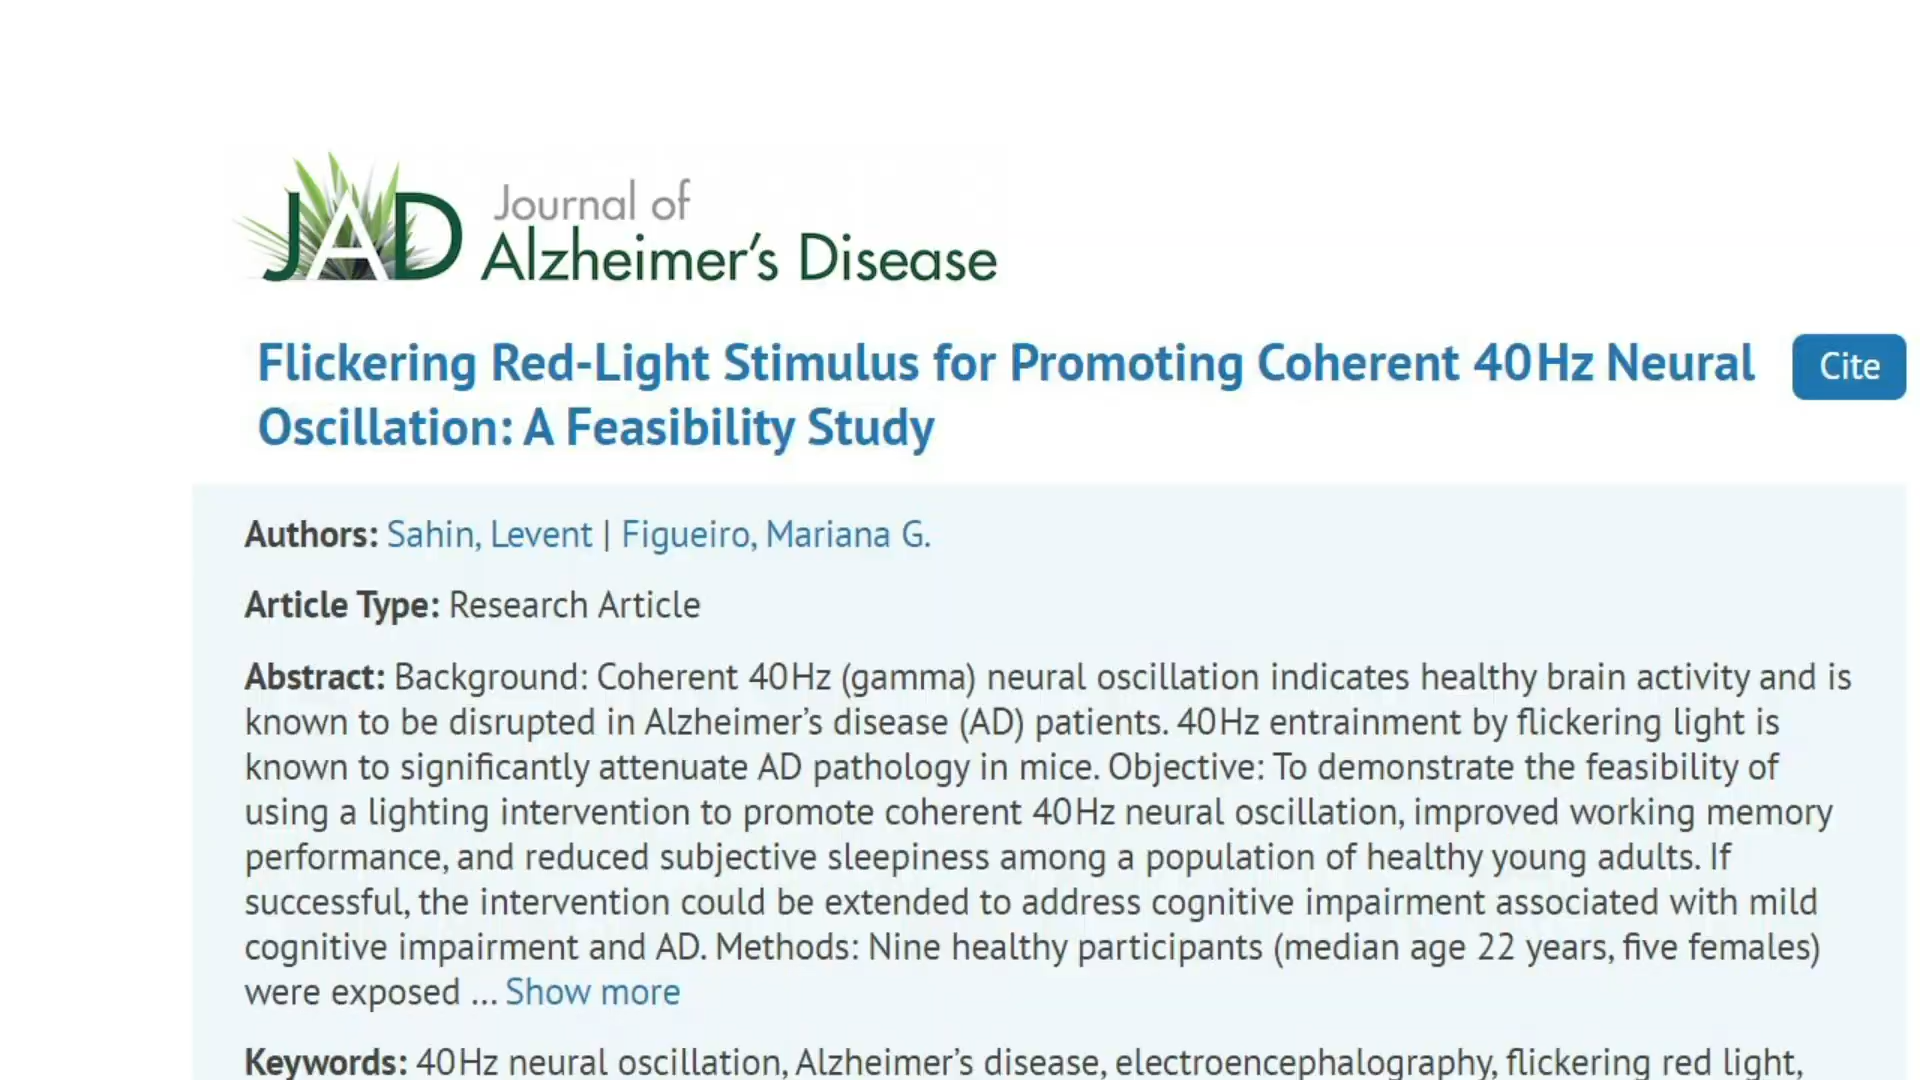 JAD Journal of
Alzheimer's Disease
Flickering Red-Light Stimulus for Promoting Coherent 40 Hz Neural
Oscillation: A Feasibility Study
Cite
Authors: Sahin, Levent | Figueiro, Mariana G.
Article Type: Research Article
Abstract: Background: Coherent 40 Hz (gamma) neural oscillation indicates healthy brain activity and is
known to be disrupted in Alzheimer's disease (AD) patients. 40 Hz entrainment by flickering light is
known to significantly attenuate AD pathology in mice. Objective: To demonstrate the feasibility of
using a lighting intervention to promote coherent 40 Hz neural oscillation, improved working memory
performance, and reduced subjective sleepiness among a population of healthy young adults. If
successful, the intervention could be extended to address cognitive impairment associated with mild
cognitive impairment and AD. Methods: Nine healthy participants (median age 22 years, five females)
were exposed ... Show more
Keywords: 40 Hz neural oscillation, Alzheimer's disease, electroencephalography, flickering red light,